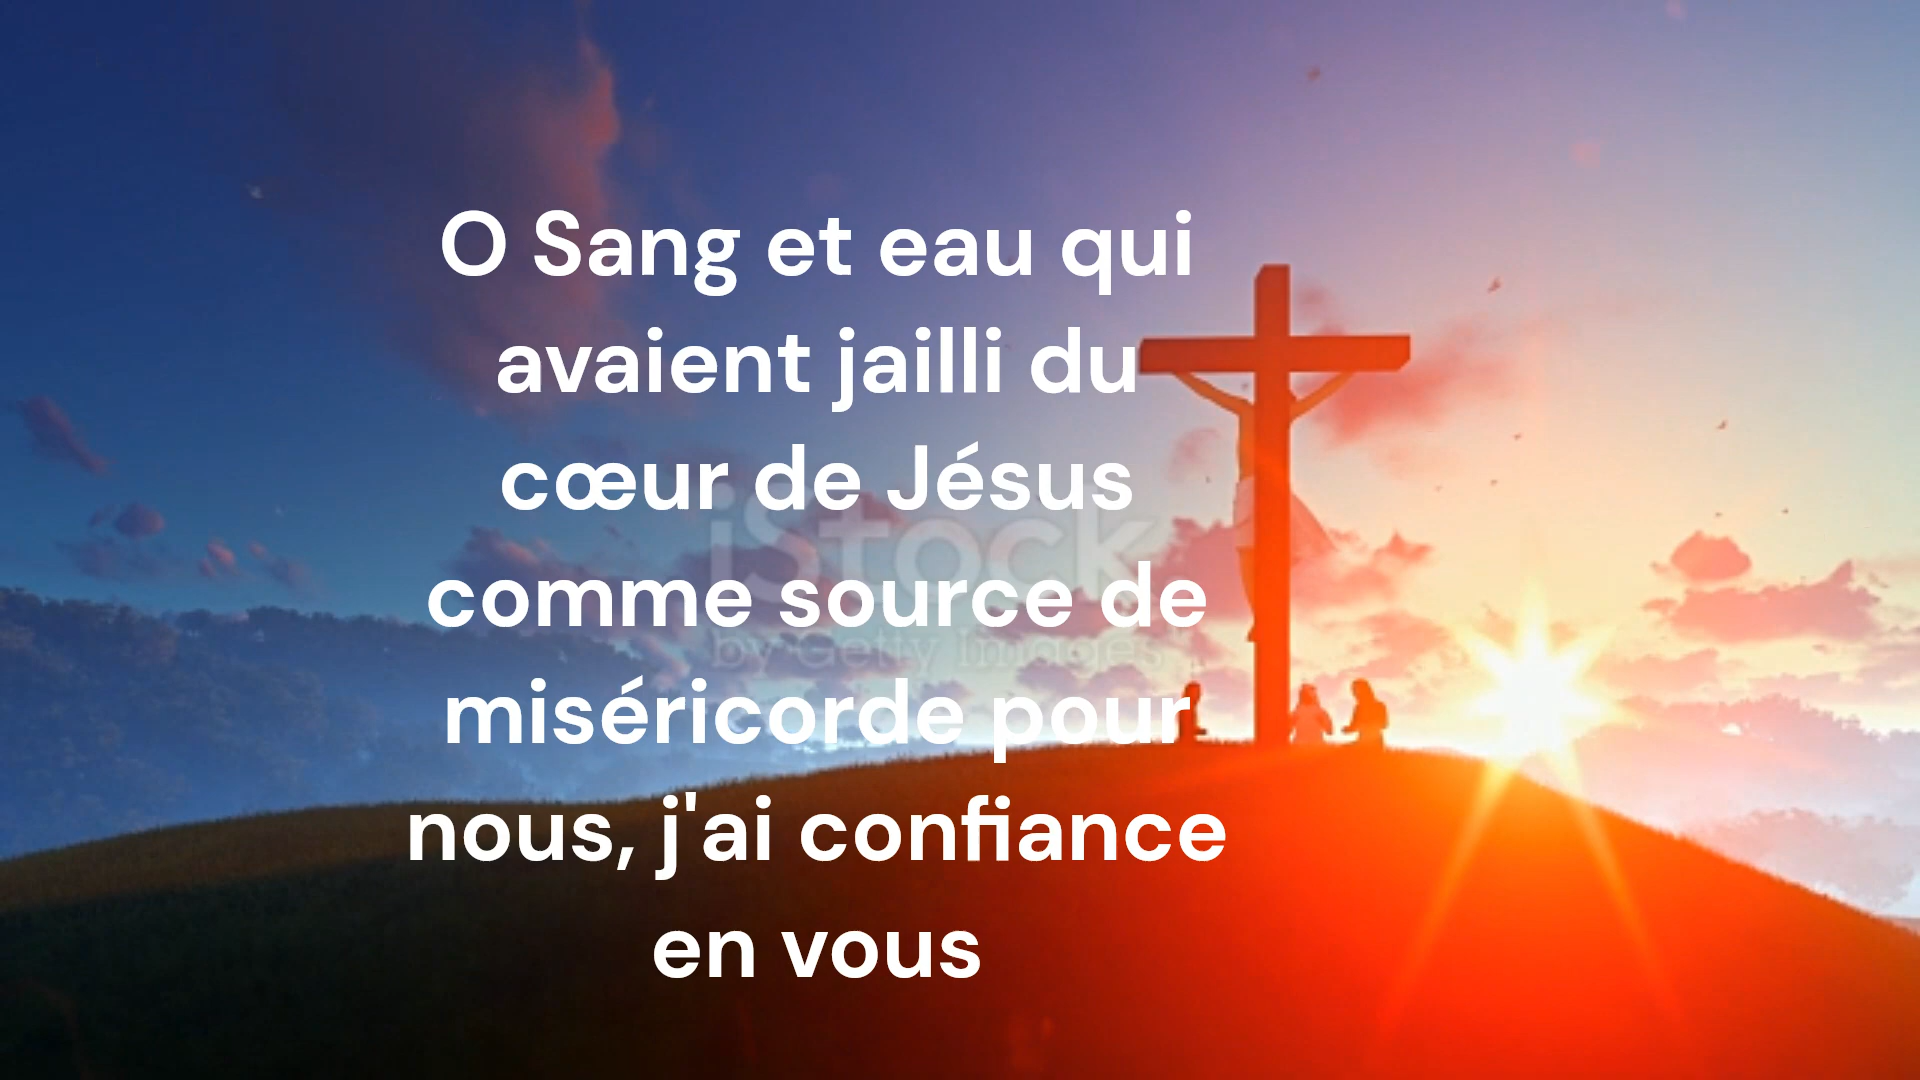 O Sang et eau qui
avaient jailli du
cœur de Jésus
comme source de
miséricorde pour
nous, j'ai confiance
en vous
iStock
by Getty Images